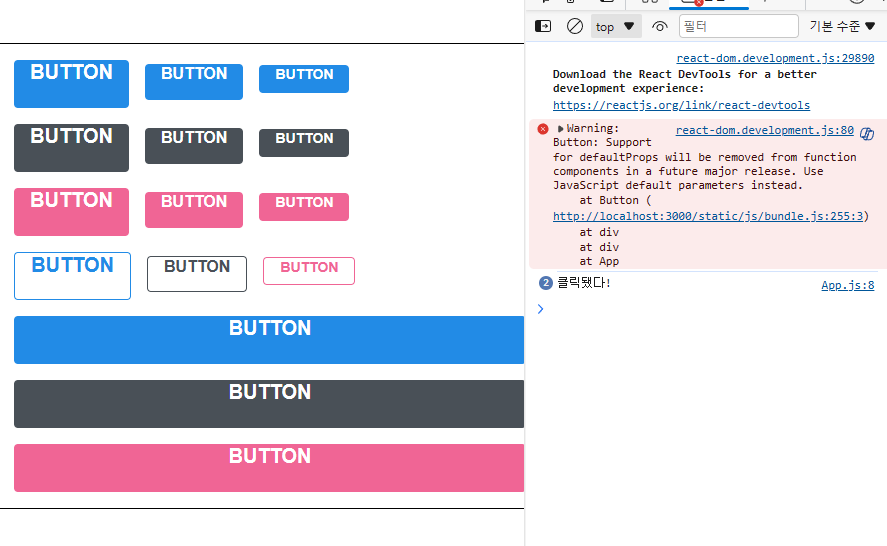 BUTTON BUTTON BUTTON
BUTTON BUTTON BUTTON
BUTTON BUTTON BUTTON
BUTTON BUTTON BUTTON
BUTTON
BUTTON
BUTTON
top 필터 기본 수준
react-dom.development.js:29890
Download the React DevTools for a better
development experience:
https://reactjs.org/link/react-devtools
Warning: react-dom.development.js:80
Button: Support
for defaultProps will be removed from function
components in a future major release. Use
JavaScript default parameters instead.
at Button (
http://localhost:3000/static/js/bundle.js:255:3)
at div
at div
at App
2 클릭됐다! App.js:8